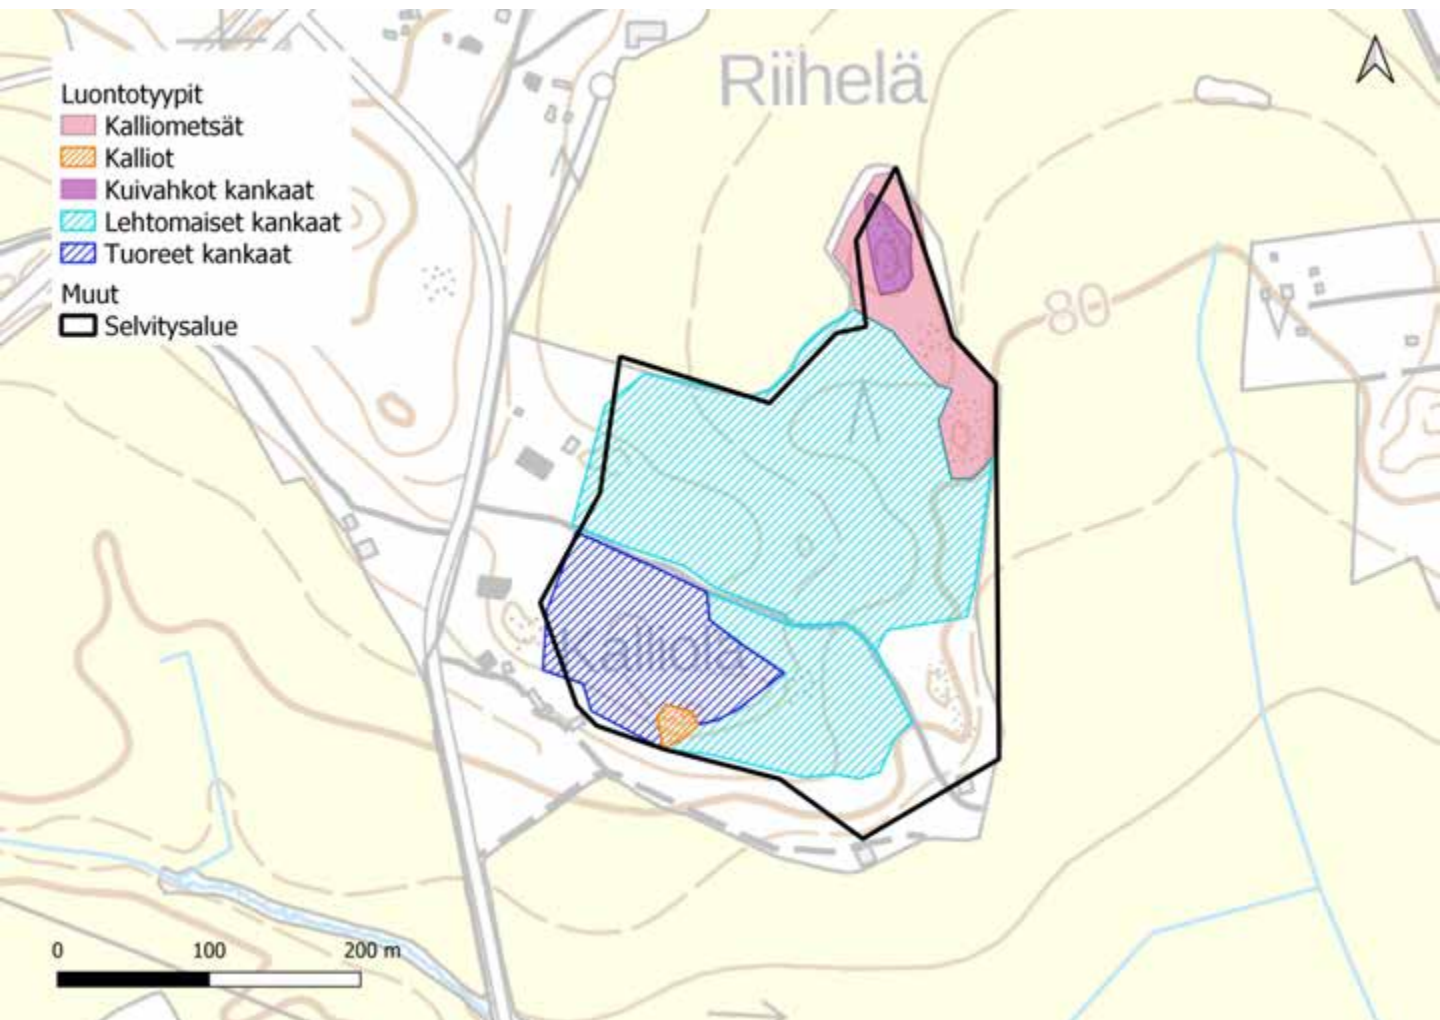 Riihelä
Luontotyypit
Kalliometsät
Kalliot
Kuivahkot kankaat
Lehtomaiset kankaat
Tuoreet kankaat
Muut
Selvitysalue
80
Kalliola
0 100 200 m